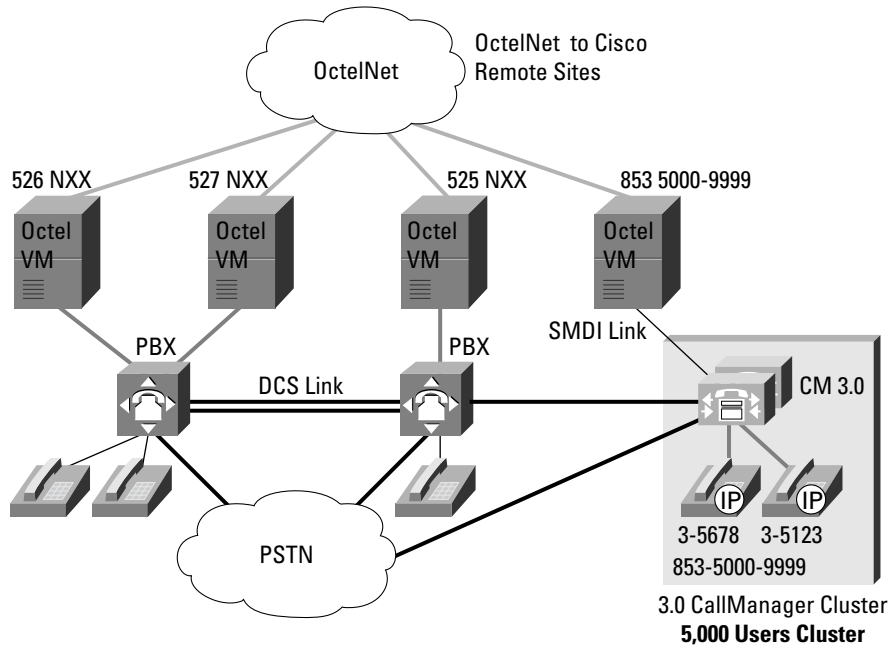 OctelNet
OctelNet to Cisco
Remote Sites
526 NXX
527 NXX
525 NXX
853 5000-9999
Octel
VM
Octel
VM
Octel
VM
Octel
VM
SMDI Link
PBX
PBX
DCS Link
CM 3.0
IP
IP
3-5678
3-5123
853-5000-9999
PSTN
3.0 CallManager Cluster
5,000 Users Cluster